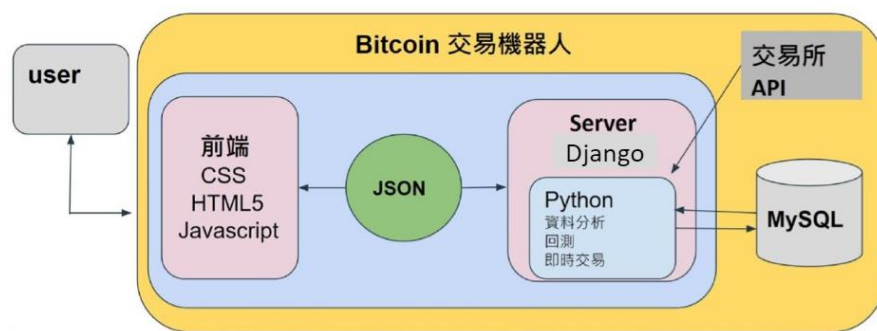 Bitcoin 交易機器人
user
交易所
API
前端
CSS
HTML5
Javascript
JSON
Server
Django
Python
資料分析
回測
即時交易
MySQL